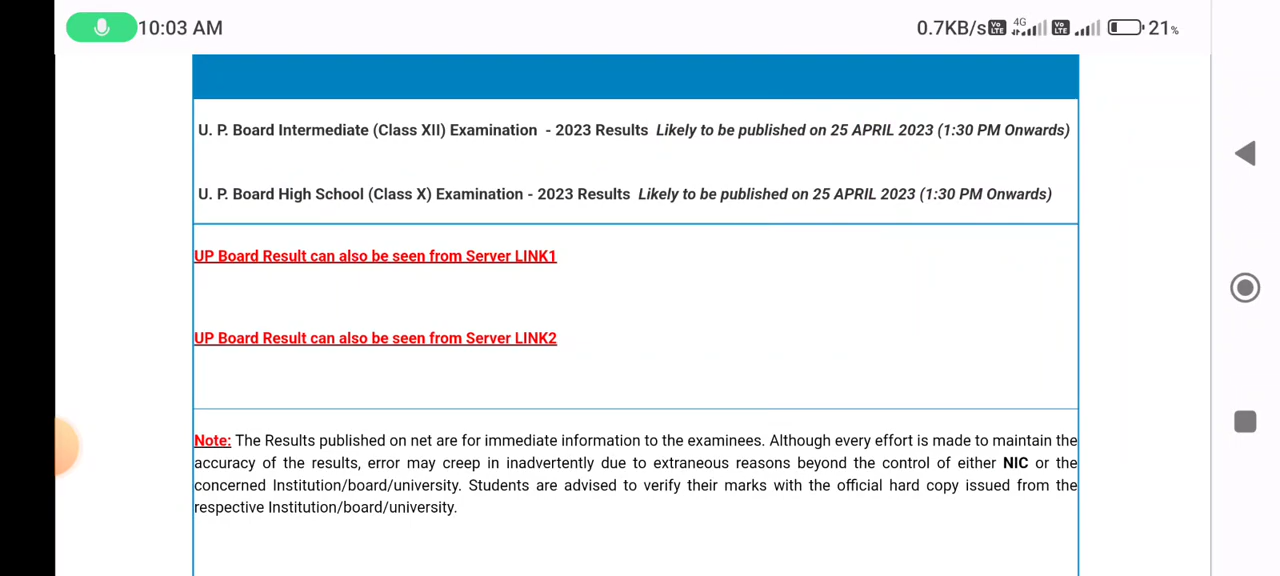 10:03 AM
0.7KB/s Vo LTE 4G Vo LTE 21%
U. P. Board Intermediate (Class XII) Examination - 2023 Results Likely to be published on 25 APRIL 2023 (1:30 PM Onwards)
U. P. Board High School (Class X) Examination - 2023 Results Likely to be published on 25 APRIL 2023 (1:30 PM Onwards)
UP Board Result can also be seen from Server LINK1
UP Board Result can also be seen from Server LINK2
Note: The Results published on net are for immediate information to the examinees. Although every effort is made to maintain the
accuracy of the results, error may creep in inadvertently due to extraneous reasons beyond the control of either NIC or the
concerned Institution/board/university. Students are advised to verify their marks with the official hard copy issued from the
respective Institution/board/university.